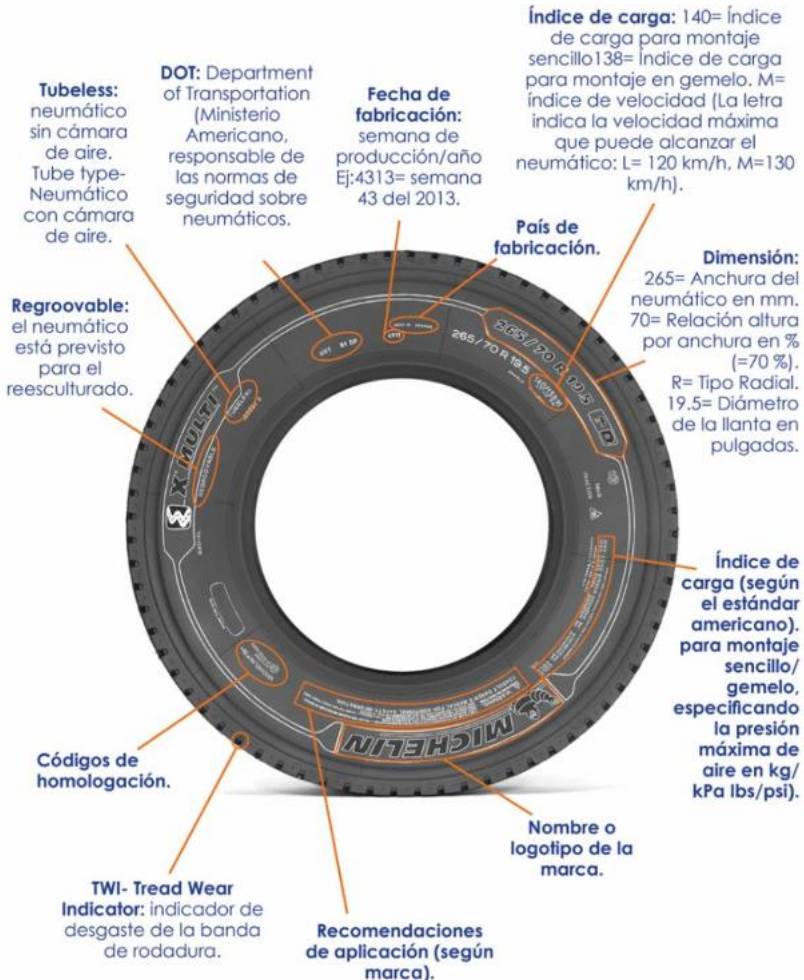 Índice de carga: 140= Índice
de carga para montaje
sencillo138= Índice de carga
para montaje en gemelo. M=
índice de velocidad (La letra
indica la velocidad máxima
que puede alcanzar el
neumático: L= 120 km/h, M=130
km/h).
Tubeless:
neumático
sin cámara
de aire.
Tube type-
Neumático
con cámara
de aire.
DOT: Department
of Transportation
(Ministerio
Americano,
responsable de
las normas de
seguridad sobre
neumáticos.
Fecha de
fabricación:
semana de
producción/año
Ej:4313= semana
43 del 2013.
País de
fabricación.
Dimensión:
265= Anchura del
neumático en mm.
70= Relación altura
por anchura en %
(=70 %).
R= Tipo Radial.
19.5= Diámetro
de la llanta en
pulgadas.
Regroovable:
el neumático
está previsto
para el
reesculturado.
265/70 R 19.5
265/70 R 19.5 D
DOT
X MULTI
REGROOVABLE
RADIAL
MICHELIN
Índice de
carga (según
el estándar
americano).
para montaje
sencillo/
gemelo,
especificando
la presión
máxima de
aire en kg/
kPa lbs/psi).
Códigos de
homologación.
Nombre o
logotipo de la
marca.
TWI- Tread Wear
Indicator: indicador de
desgaste de la banda
de rodadura.
Recomendaciones
de aplicación (según
marca).